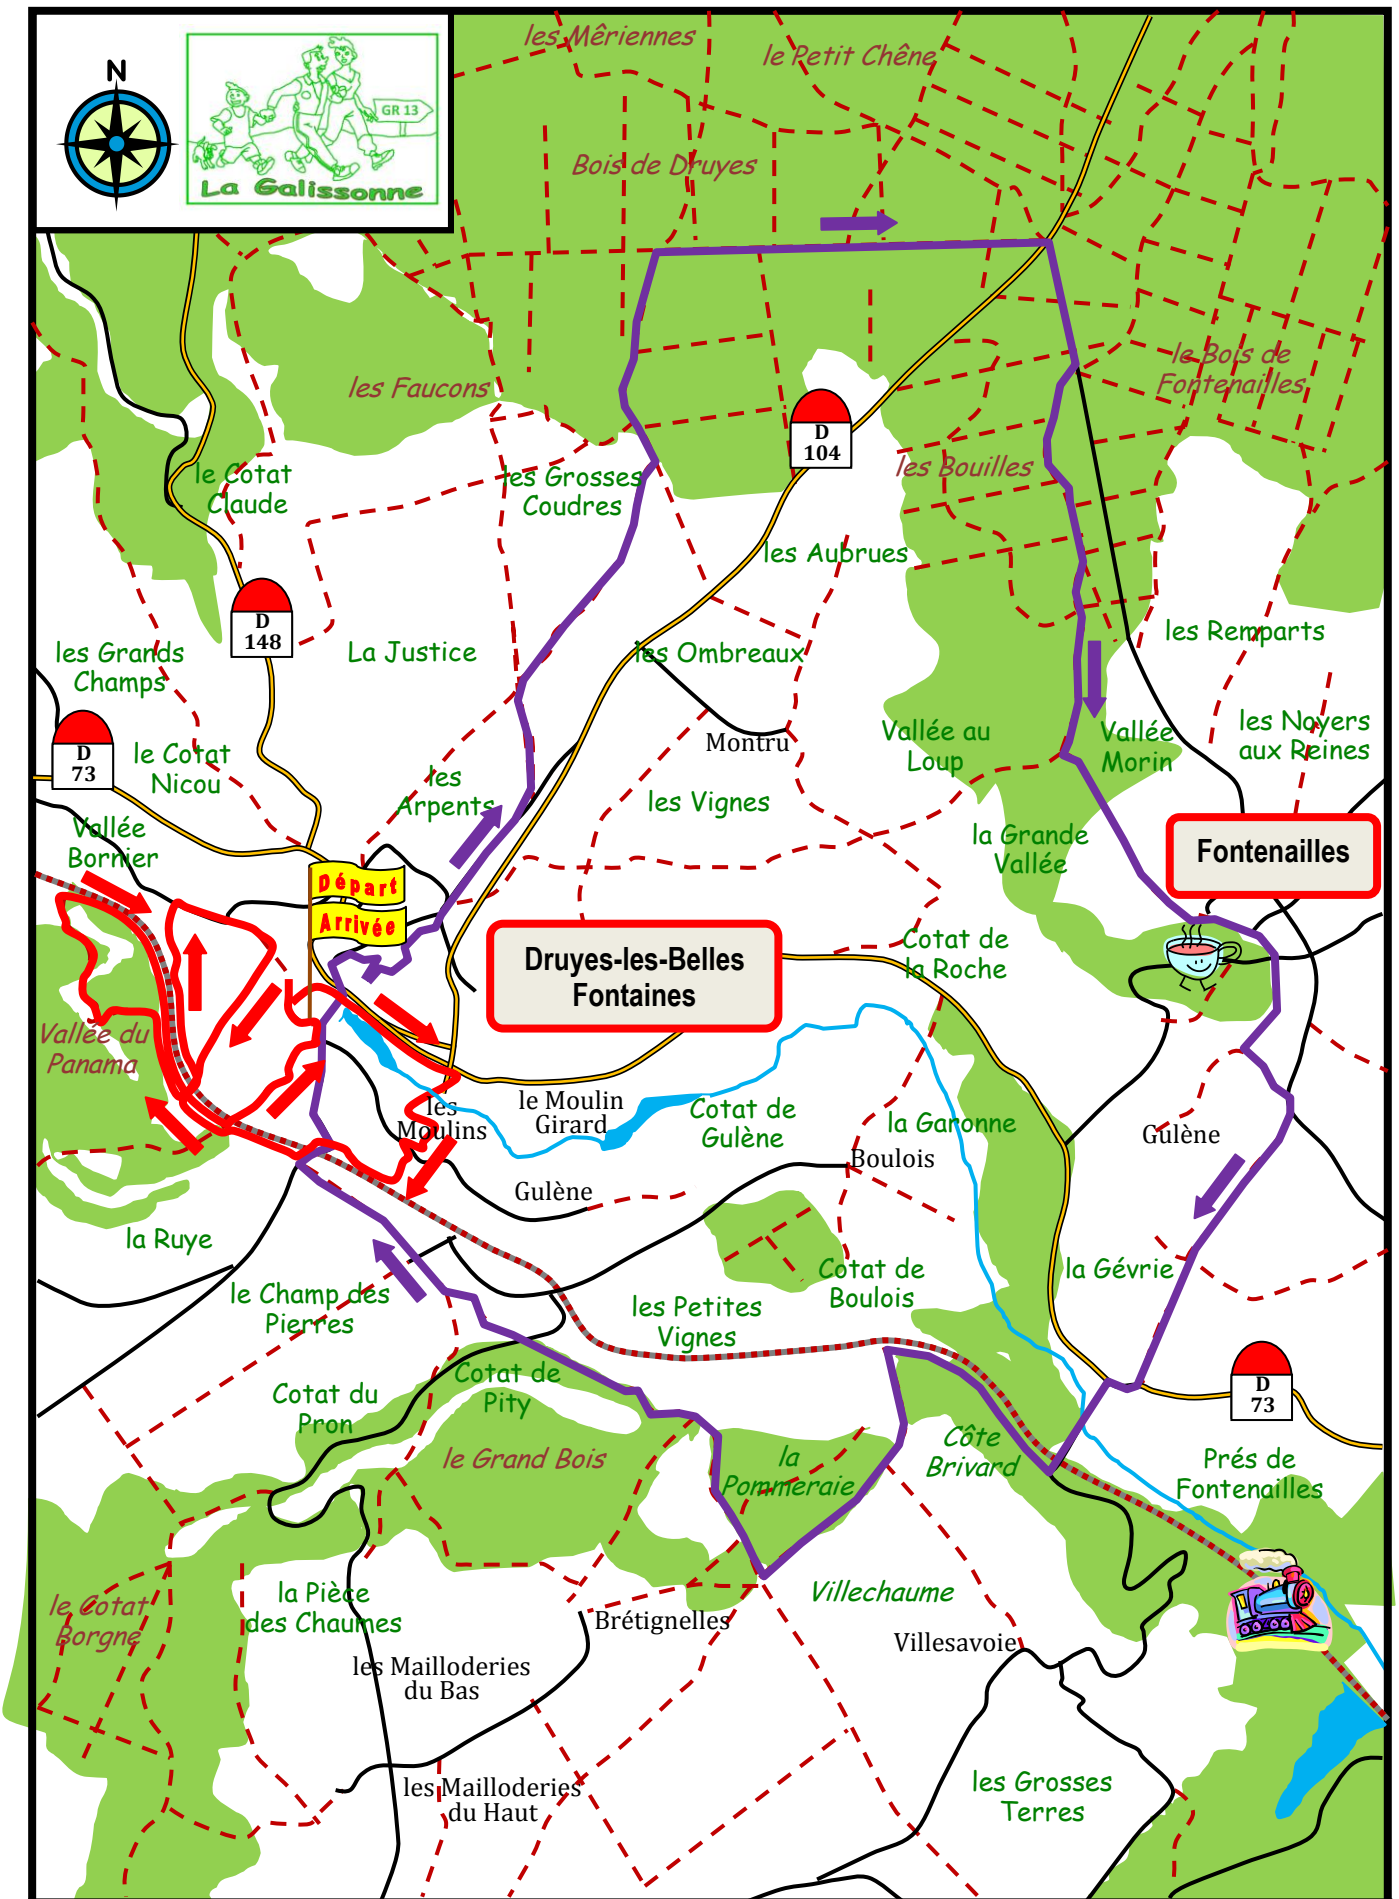 N
GR 13
La Galissonne
les Mêriennes
le Petit Chêne
Bois de Druyes
les Faucons
le Bois de
Fontenailles
D
104
les Bouilles
le Cotat
Claude
les Grosses
Coudres
les Aubrues
D
148
les Grands
Champs
La Justice
les Ombreaux
les Remparts
D
73
le Cotat
Nicou
les
Arpents
Montru
les Vignes
Vallée au
Loup
Vallée
Morin
les Noyers
aux Reines
Vallée
Bornier
la Grande
Vallée
Fontenailles
Départ
Arrivée
Druyes-les-Belles
Fontaines
Cotat de
la Roche
Vallée du
Panama
les
Moulins
le Moulin
Girard
Cotat de
Gulène
la Garonne
Gulène
Boulois
Gulène
la Ruye
le Champ des
Pierres
les Petites
Vignes
Cotat de
Boulois
la Gévrie
D
73
Cotat du
Pron
Cotat de
Pity
le Grand Bois
la
Pommeraie
Côte
Brivard
Prés de
Fontenailles
le Cotat
Borgne
la Pièce
des Chaumes
Brétignelles
Villechaume
Villesavoie
les Mailloderies
du Bas
les Mailloderies
du Haut
les Grosses
Terres